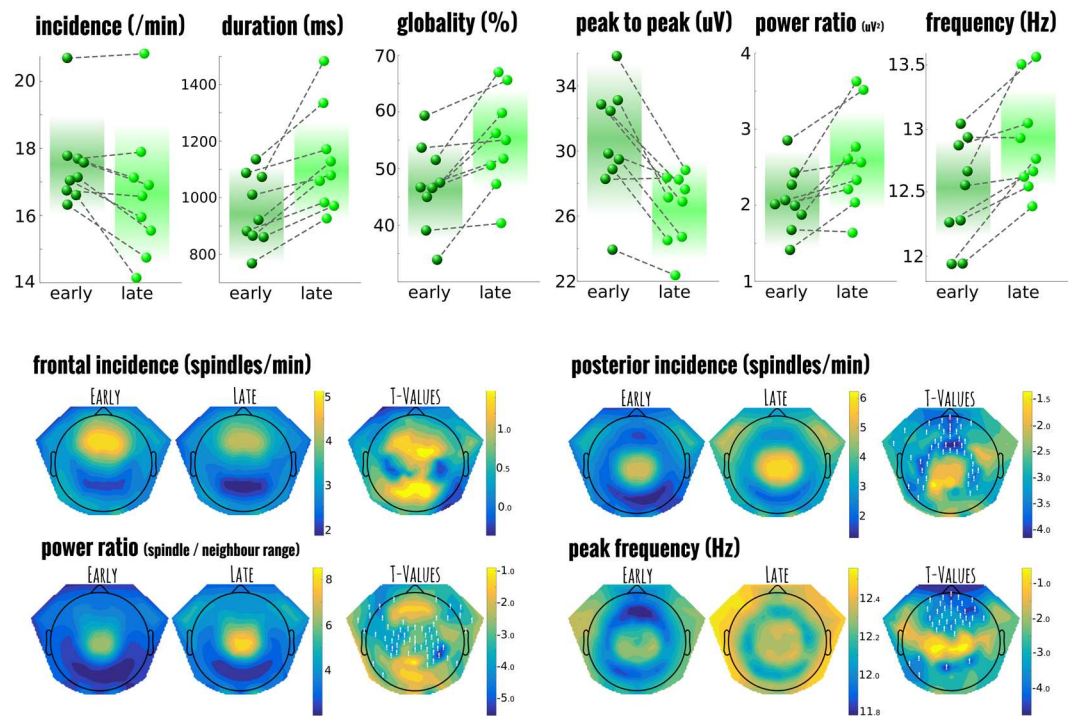 incidence (/min)
duration (ms)
globality (%)
peak to peak (uV)
power ratio (uV²)
frequency (Hz)
20
18
16
14
early late
1400
1200
1000
800
early late
70
60
50
40
early late
34
30
26
22
early late
4
3
2
1
early late
13.5
13
12.5
12
early late
frontal incidence (spindles/min)
EARLY LATE T-VALUES
5
4
3
2
1.0
0.5
0.0
posterior incidence (spindles/min)
EARLY LATE T-VALUES
6
5
4
3
2
-1.5
-2.0
-2.5
-3.0
-3.5
-4.0
power ratio (spindle / neighbour range)
EARLY LATE T-VALUES
8
6
4
-1.0
-2.0
-3.0
-4.0
-5.0
peak frequency (Hz)
EARLY LATE T-VALUES
12.4
12.2
12.0
11.8
-1.0
-2.0
-3.0
-4.0